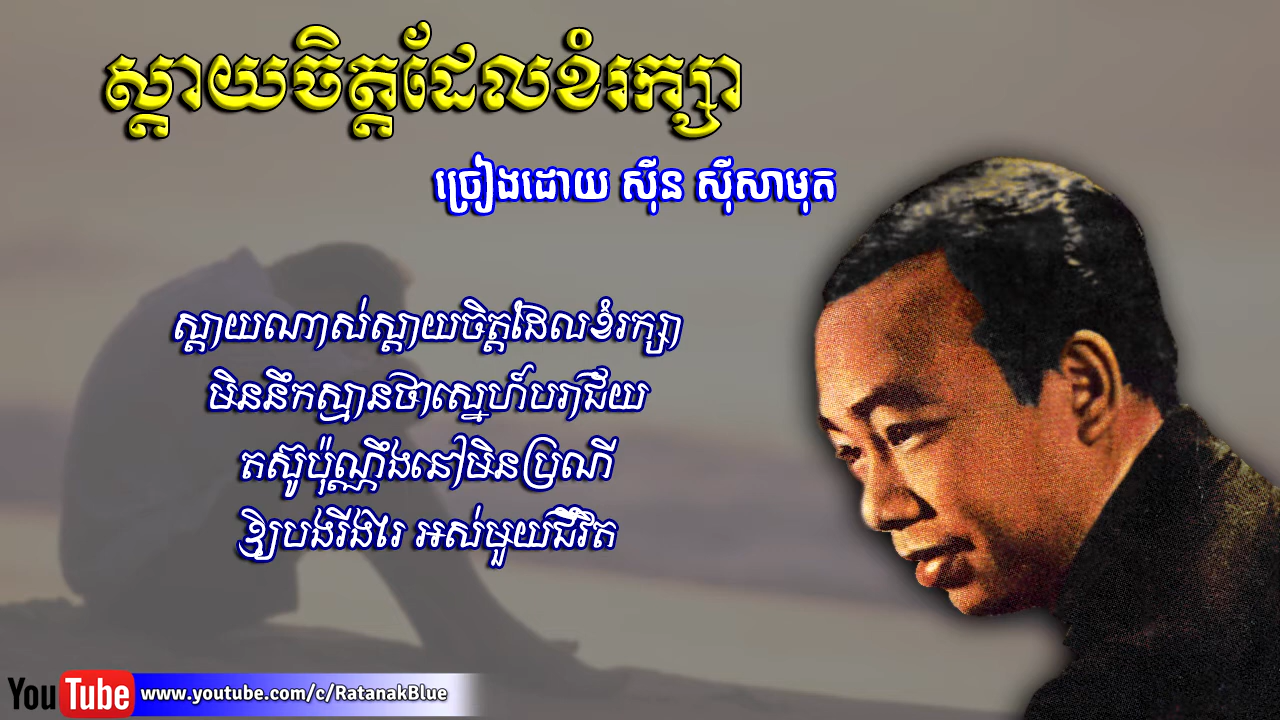 ស្ដាយចិត្តដែលខំរក្សា
ច្រៀងដោយ ស៊ីន ស៊ីសាមុត
ស្ដាយណាស់ស្ដាយចិត្តដែលខំរក្សា
មិននឹកស្មានថាស្នេហ៍បរាជ័យ
តស៊ូប៉ុណ្ណឹងនៅមិនប្រណី
ឱ្យបងរីងរៃ អស់មួយជីវិត
YouTube www.youtube.com/c/RatanakBlue